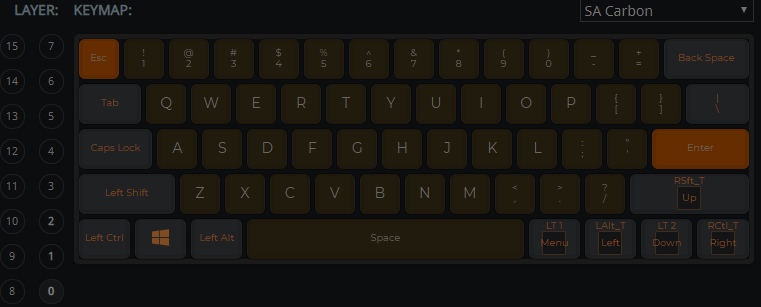 LAYER: KEYMAP: SA Carbon
15 7
14 6
13 5
12 4
11 3
10 2
9 1
8 0
Esc ! @ # $ % ^ & * ( ) _ + Back Space
1 2 3 4 5 6 7 8 9 0 - =
Tab Q W E R T Y U I O P { } |
[ ] \
Caps Lock A S D F G H J K L : " Enter
; '
Left Shift Z X C V B N M < > ? RSft_T
, . / Up
Left Ctrl Left Alt Space LT 1 LAlt_T LT 2 RCtl_T
Menu Left Down Right